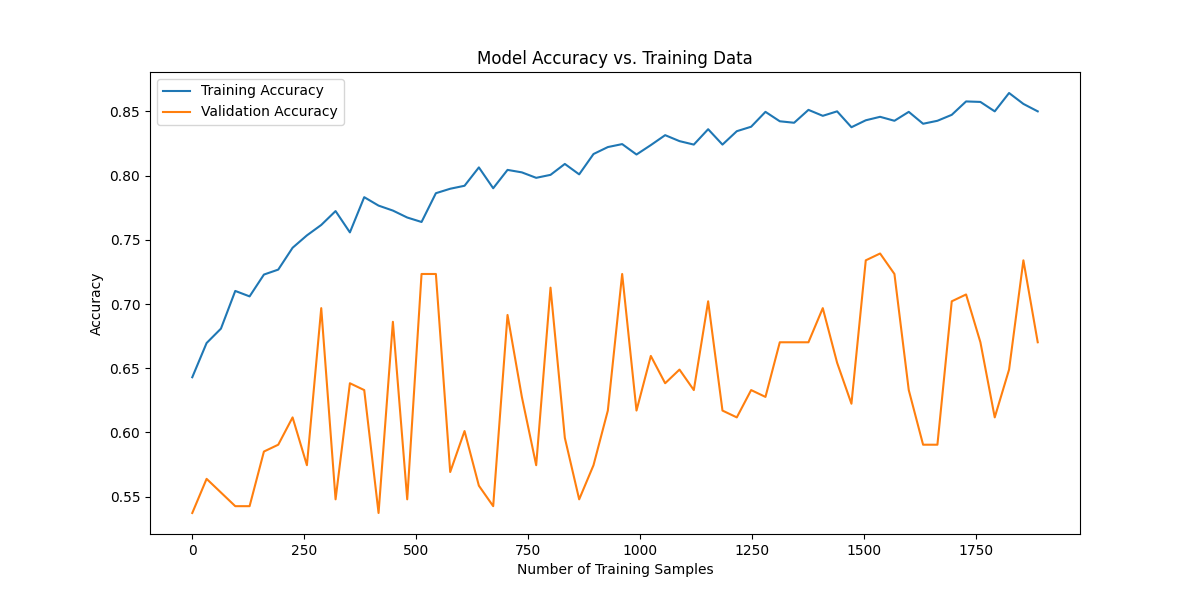 Model Accuracy vs. Training Data
Training Accuracy
Validation Accuracy
0.85
0.80
0.75
0.70
0.65
0.60
0.55
Accuracy
0 250 500 750 1000 1250 1500 1750
Number of Training Samples